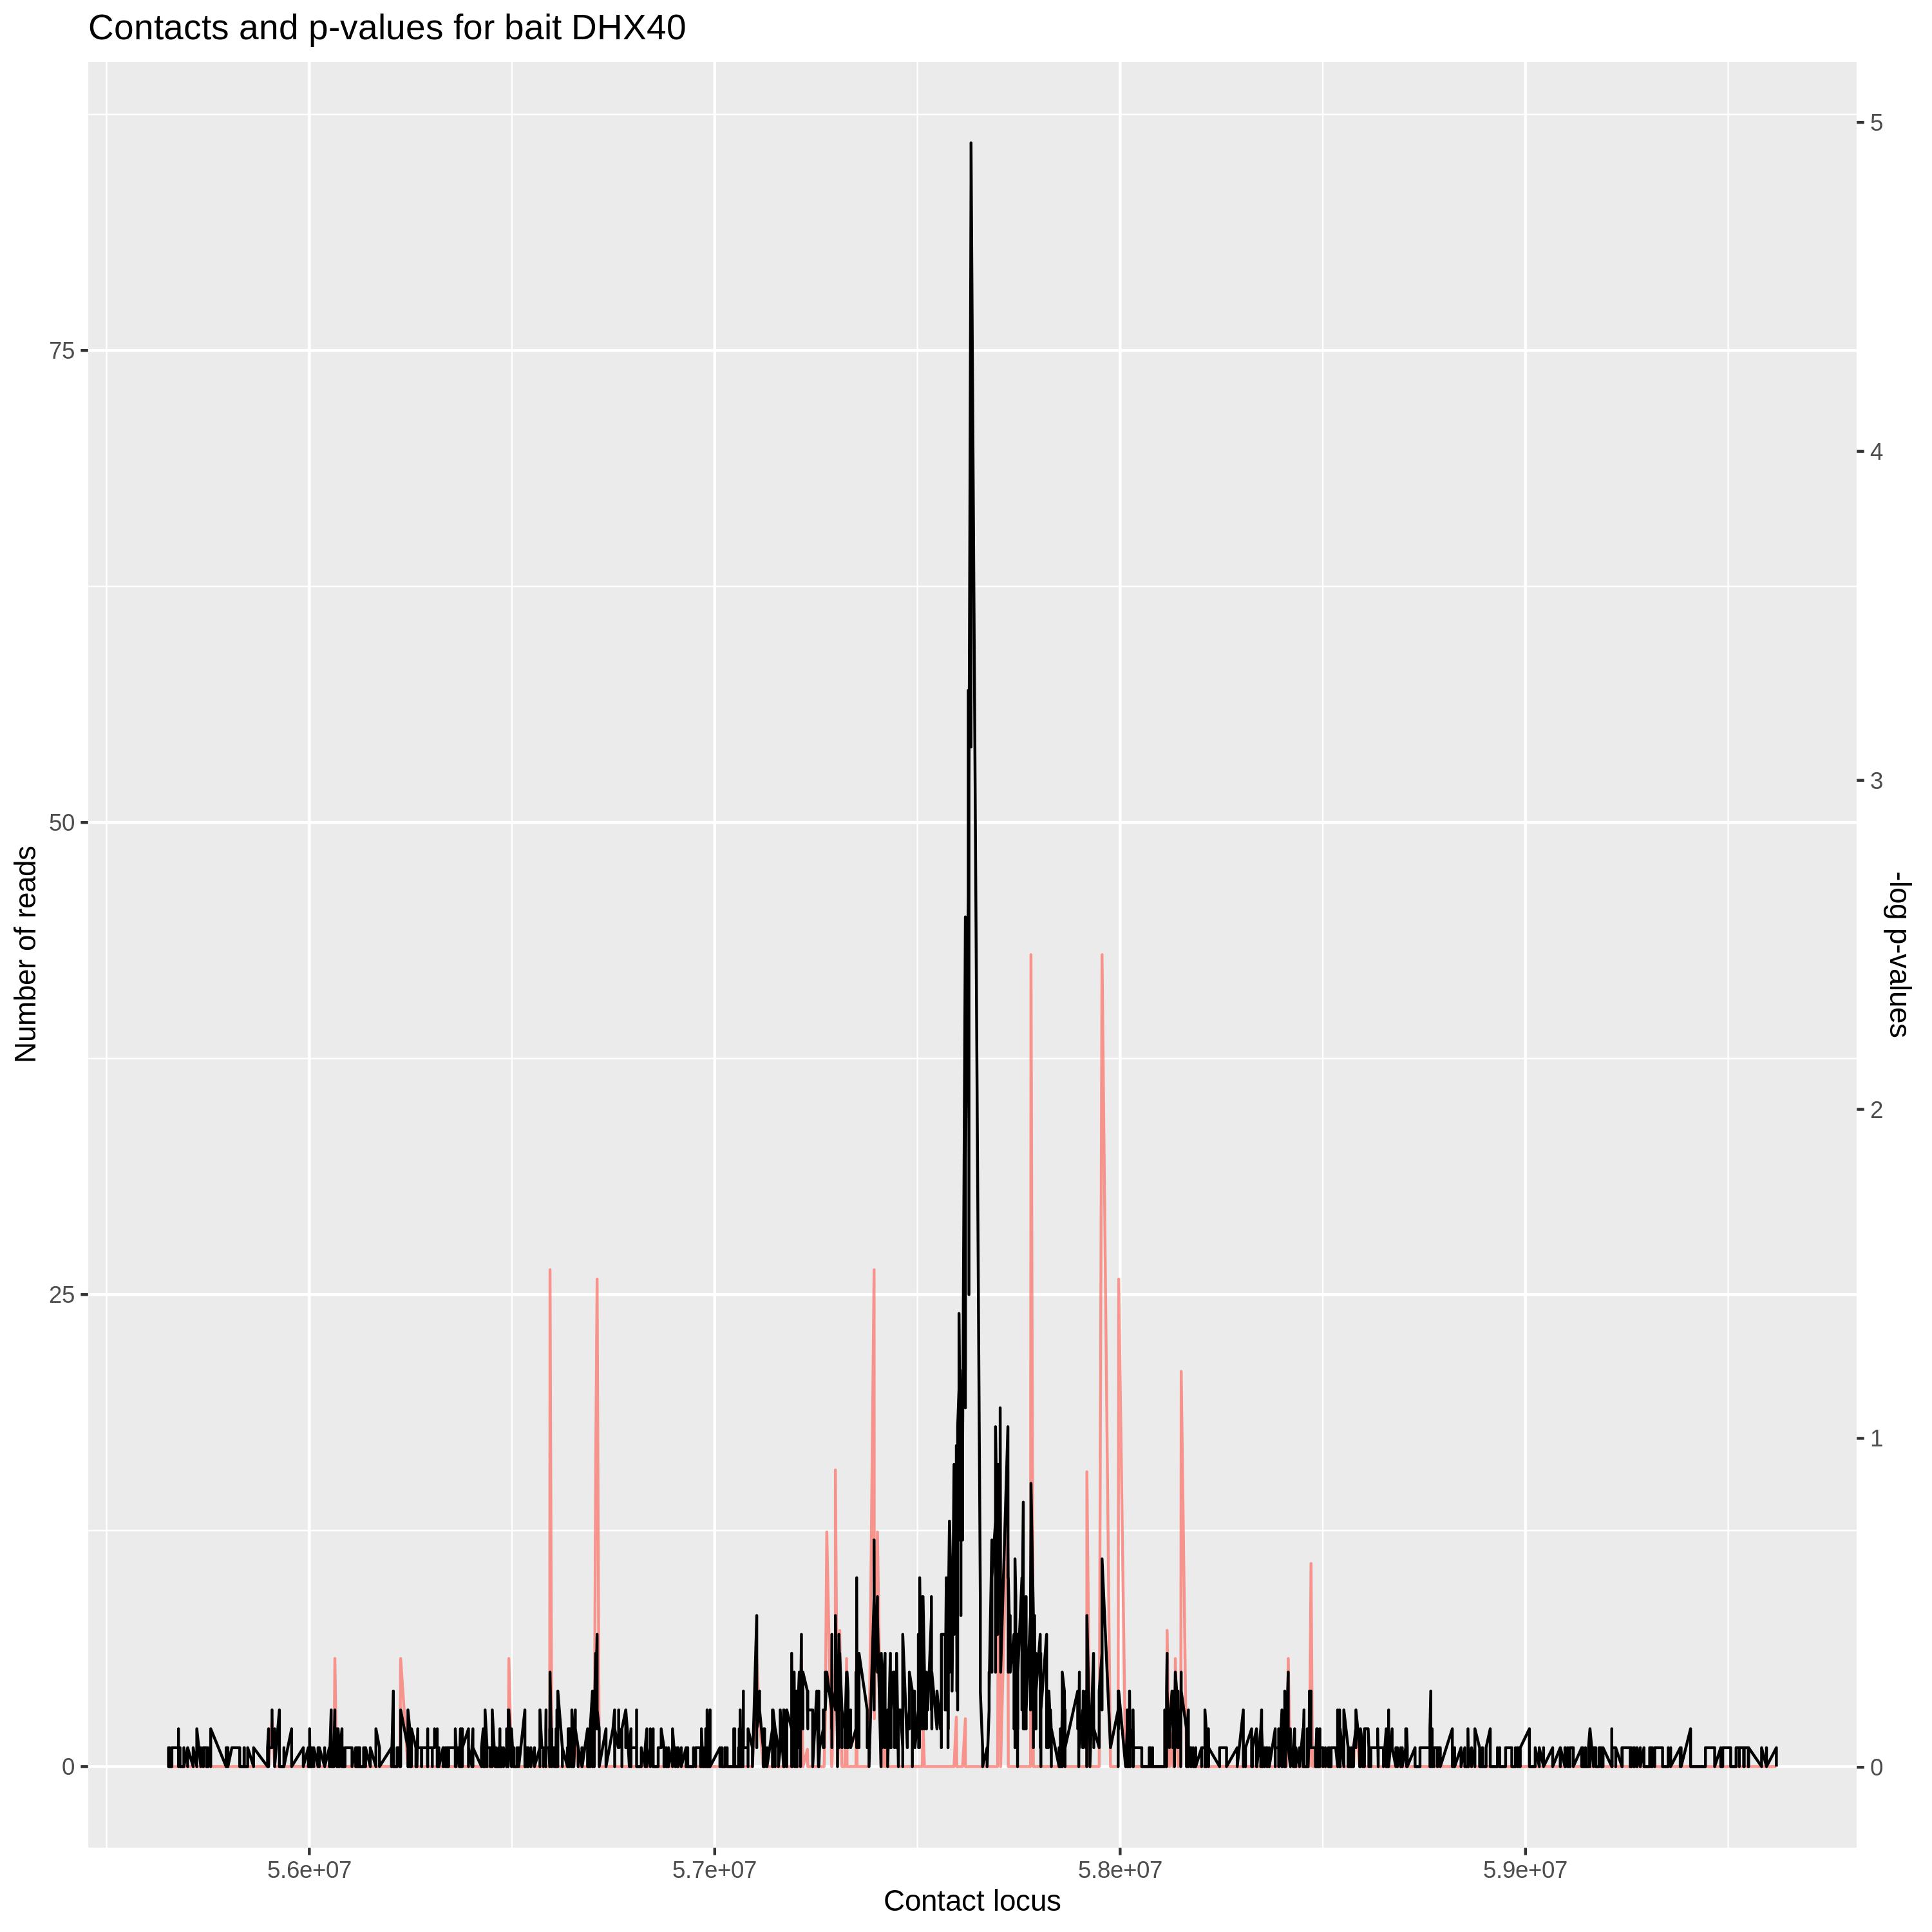 Contacts and p-values for bait DHX40
75
50
25
0
Number of reads
5
4
3
2
1
0
-log p-values
5.6e+07
5.7e+07
5.8e+07
5.9e+07
Contact locus